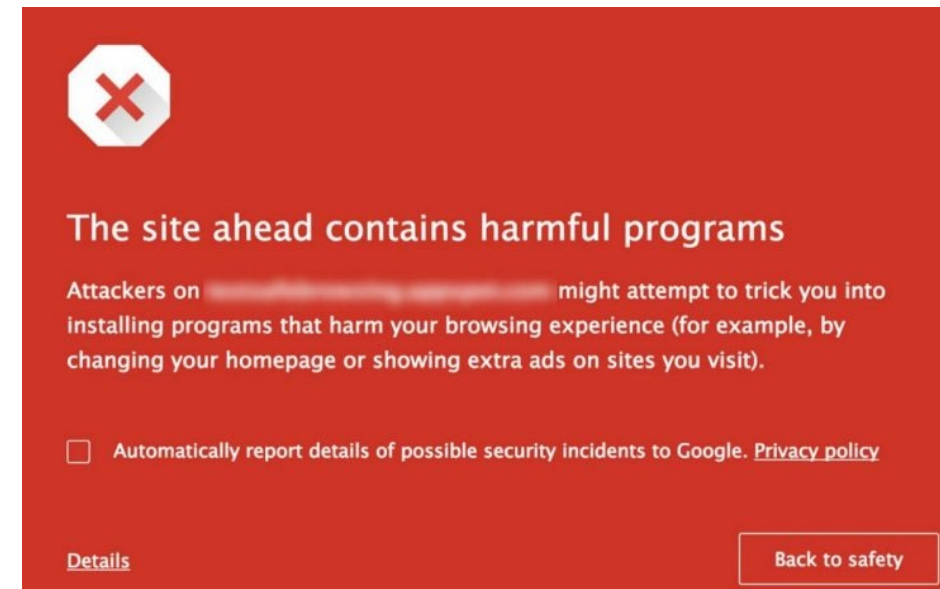 The site ahead contains harmful programs
Attackers on might attempt to trick you into
installing programs that harm your browsing experience (for example, by
changing your homepage or showing extra ads on sites you visit).
Automatically report details of possible security incidents to Google. Privacy policy
Details
Back to safety